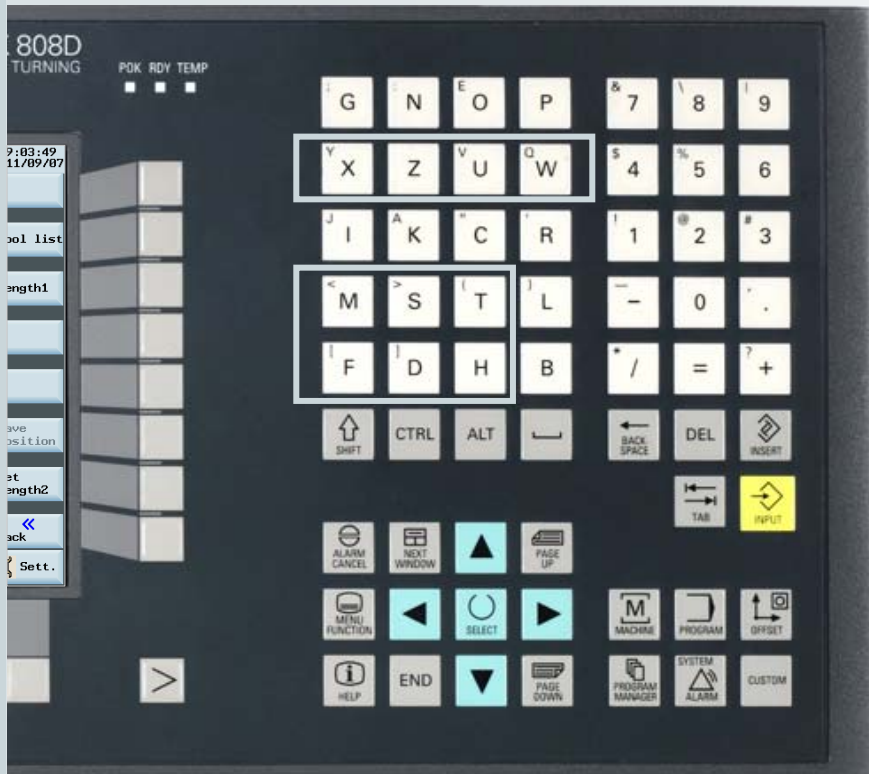 808D
TURNING
POK RDY TEMP
9:03:49
11/09/07
ool list
ength1
ave
osition
et
ength2
«
ack
Sett.
; G : N E O P
Y X Z V U Q W
J I A K " C ' R
< M > S ( T ) L
[ F ] D H B
SHIFT CTRL ALT
& 7 \ 8 | 9
$ 4 % 5 6
! 1 @ 2 # 3
_ - 0 , .
* / = ? +
BACK SPACE DEL INSERT
TAB INPUT
ALARM CANCEL NEXT WINDOW PAGE UP
MENU FUNCTION SELECT M MACHINE PROGRAM OFFSET
> i HELP END PAGE DOWN PROGRAM MANAGER SYSTEM ALARM CUSTOM